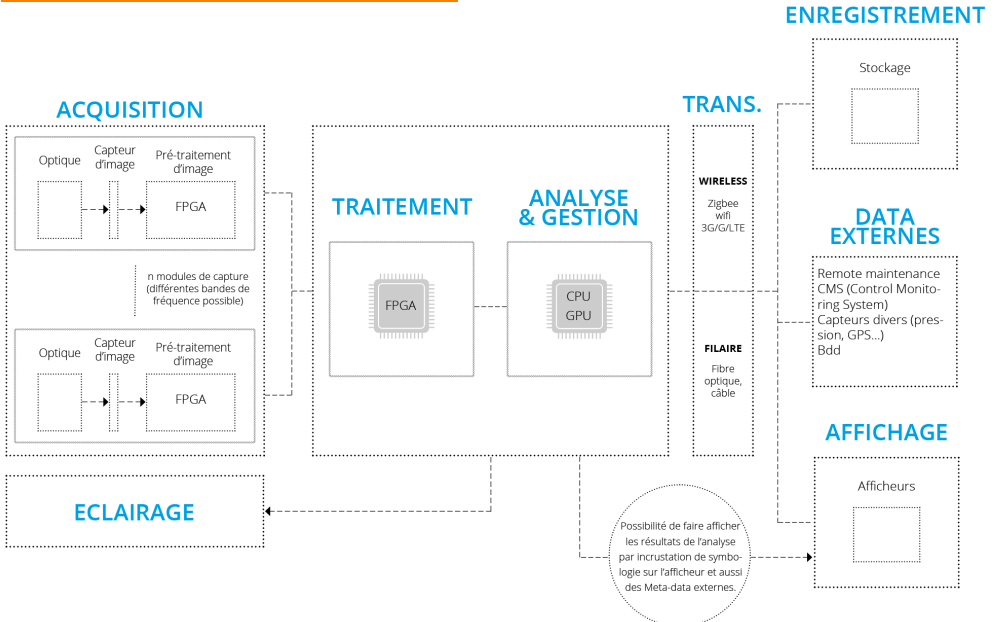 ENREGISTREMENT
Stockage
ACQUISITION
Optique
Capteur
d’image
Pré-traitement
d’image
FPGA
n modules de capture
(différentes bandes de
fréquence possible)
Optique
Capteur
d’image
Pré-traitement
d’image
FPGA
ECLAIRAGE
TRAITEMENT
FPGA
ANALYSE
& GESTION
CPU
GPU
TRANS.
WIRELESS
Zigbee
wifi
3G/G/LTE
FILAIRE
Fibre
optique,
câble
DATA
EXTERNES
Remote maintenance
CMS (Control Monito-
ring System)
Capteurs divers (pres-
sion, GPS...)
Bdd
AFFICHAGE
Afficheurs
Possibilité de faire afficher
les résultats de l’analyse
par incrustation de symbo-
logie sur l’afficheur et aussi
des Meta-data externes.